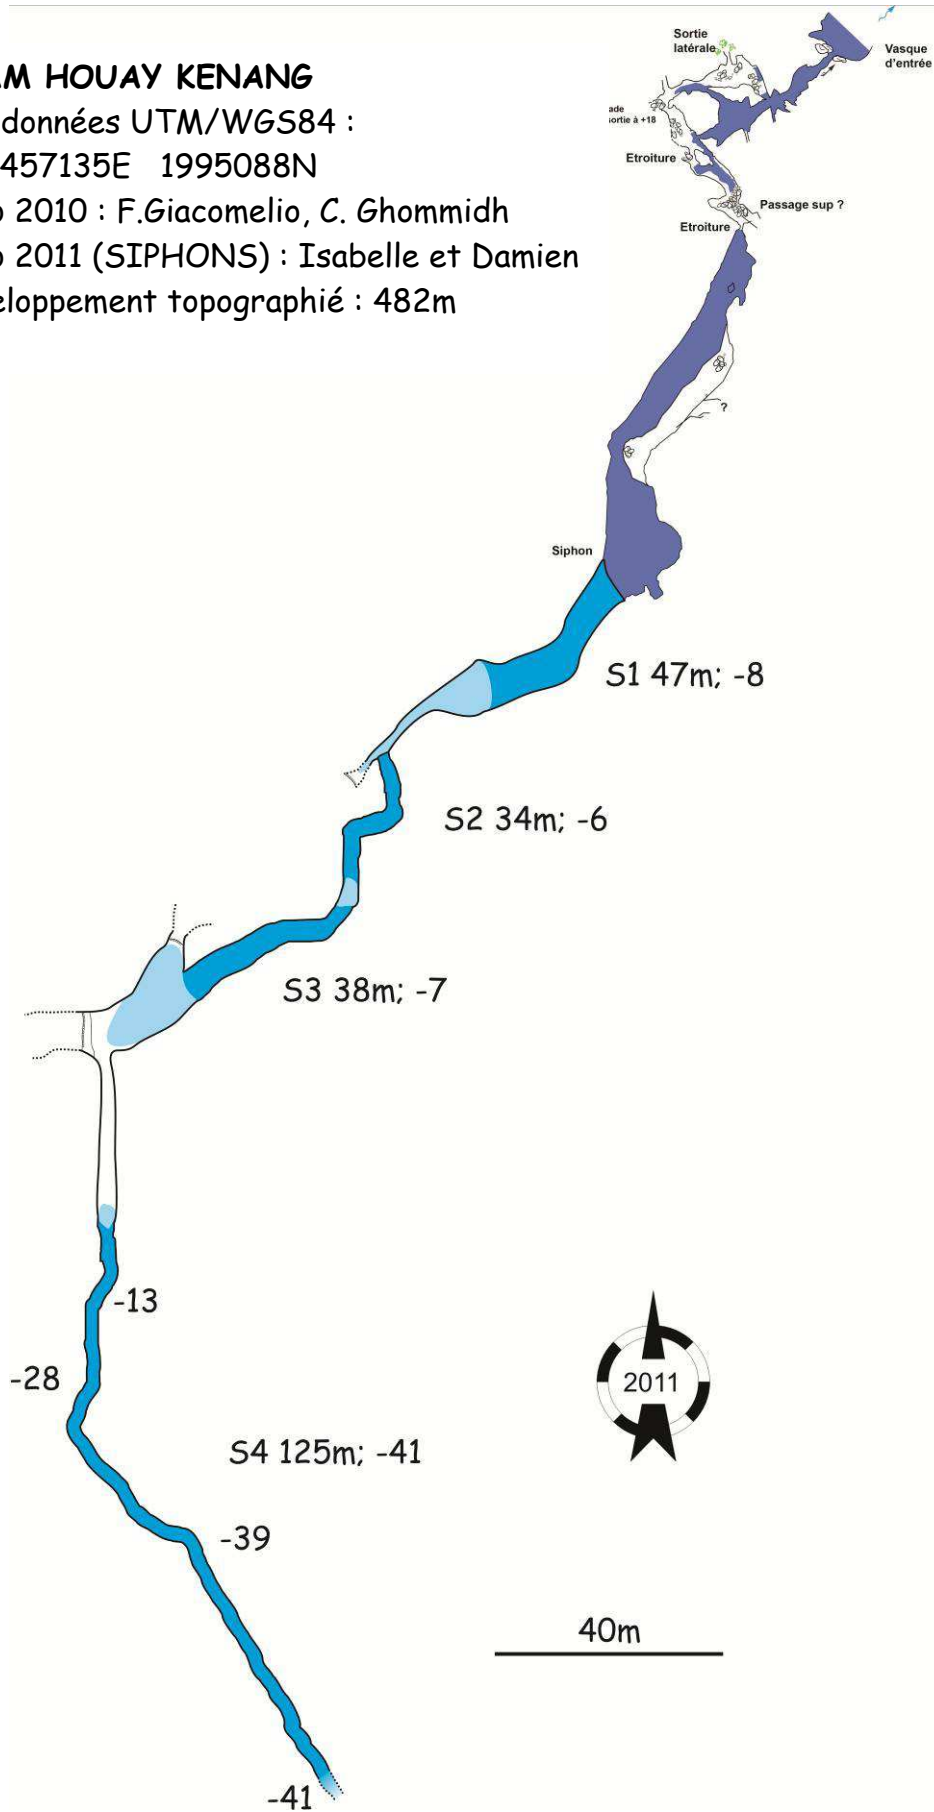 AM HOUAY KENANG
données UTM/WGS84 :
457135E 1995088N
2010 : F.Giacomelio, C. Ghommidh
2011 (SIPHONS) : Isabelle et Damien
eloppement topographié : 482m
Sortie
latérale
Vasque
d'entrée
ade
sortie à +18
Etroiture
Passage sup ?
Etroiture
?
Siphon
S1 47m; -8
S2 34m; -6
S3 38m; -7
-13
-28
2011
S4 125m; -41
-39
40m
-41